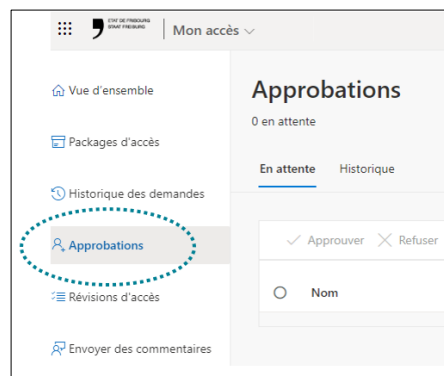 ETAT DE FRIBOURG
STAAT FREIBURG
Mon accès
Vue d'ensemble
Packages d'accès
Historique des demandes
Approbations
Révisions d'accès
Envoyer des commentaires
Approbations
0 en attente
En attente Historique
Approuver Refuser
Nom